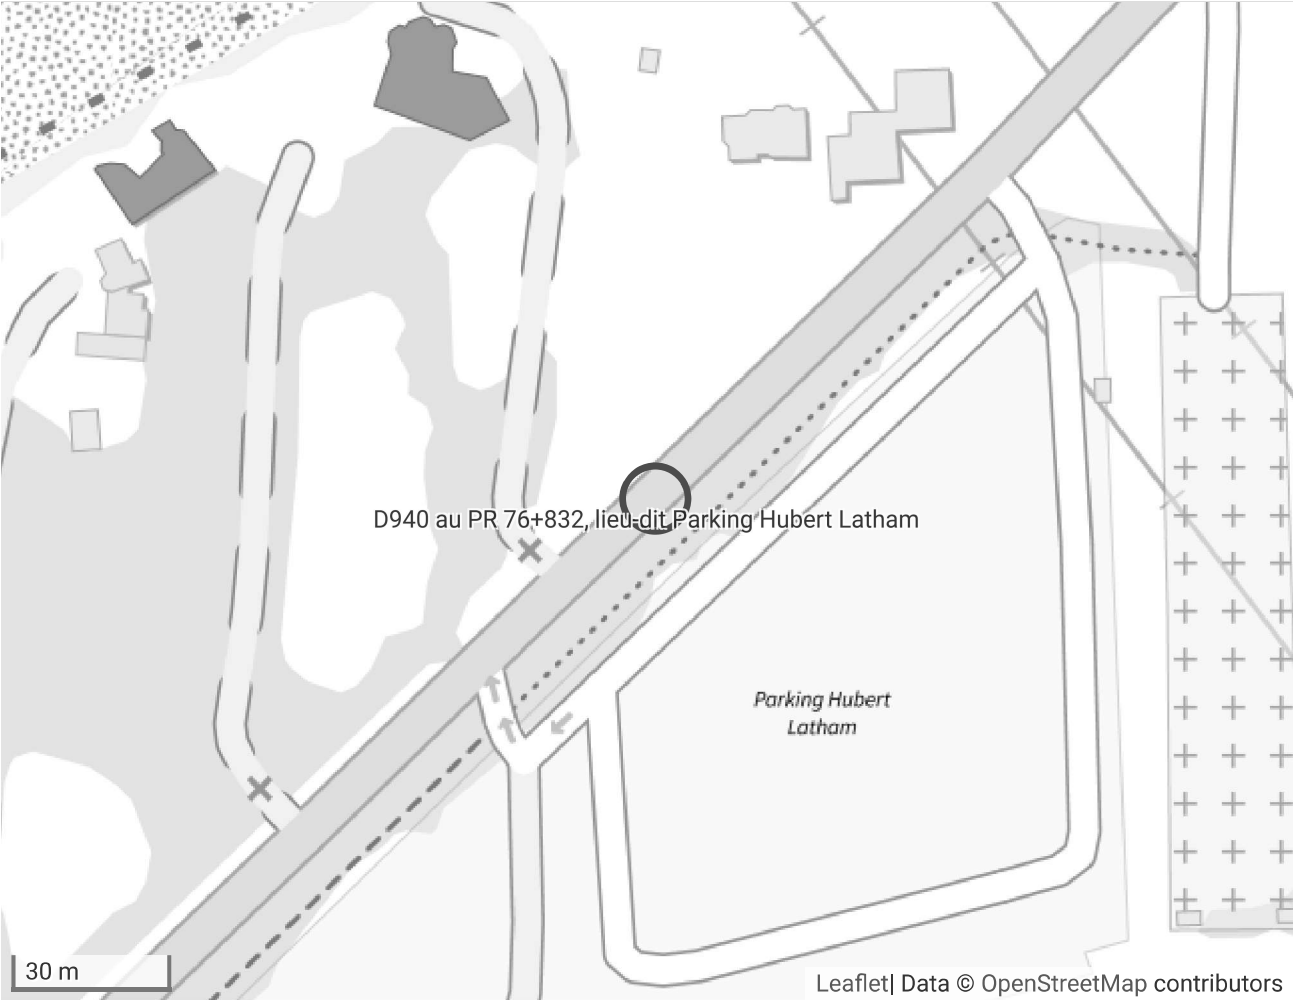 D940 au PR 76+832, lieu-dit Parking Hubert Latham
Parking Hubert
Latham
30 m
Leaflet| Data © OpenStreetMap contributors